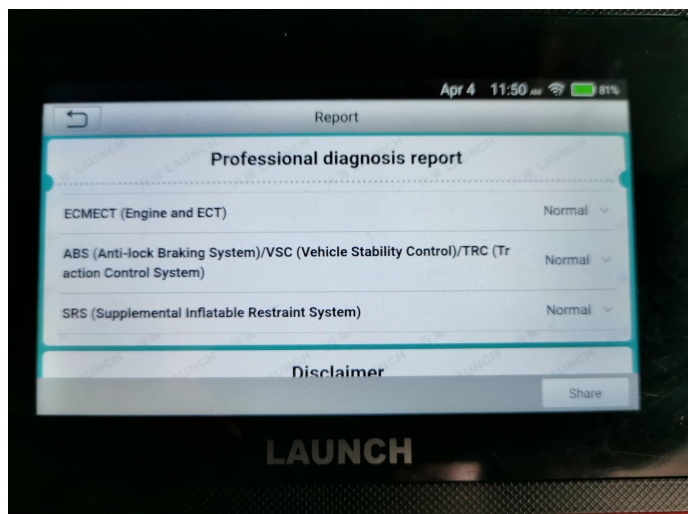 Apr 4 11:50 AM 81%
Report
Professional diagnosis report
ECMECT (Engine and ECT) Normal
ABS (Anti-lock Braking System)/VSC (Vehicle Stability Control)/TRC (Tr
action Control System) Normal
SRS (Supplemental Inflatable Restraint System) Normal
Disclaimer
Share
LAUNCH